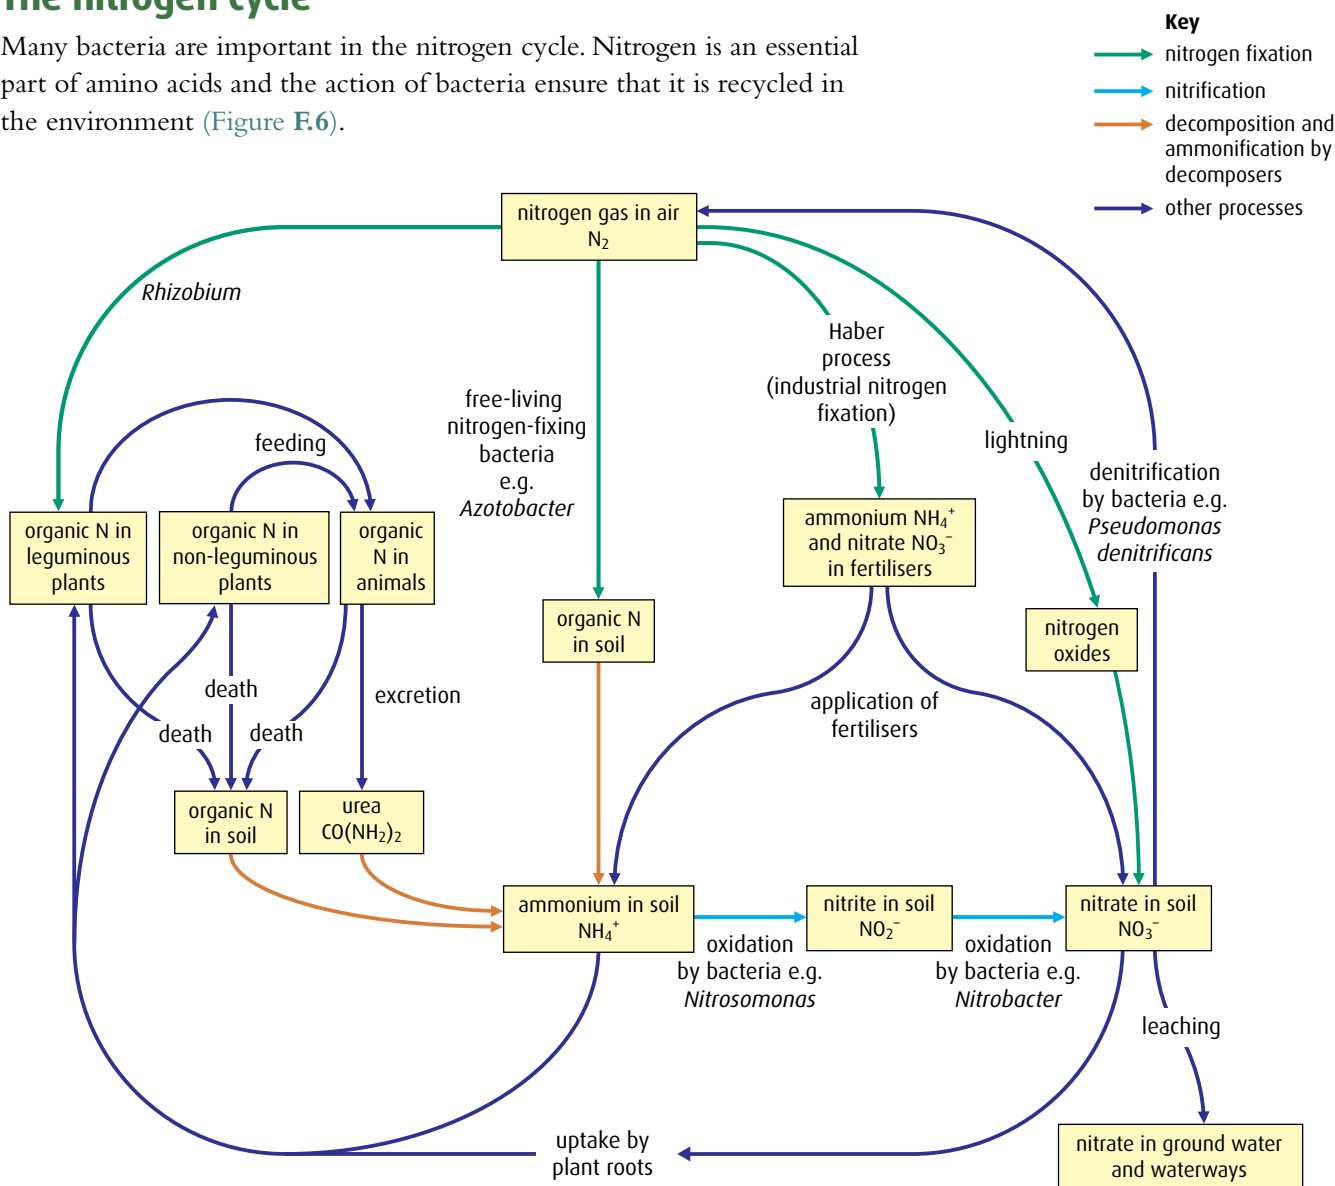 The nitrogen cycle
Many bacteria are important in the nitrogen cycle. Nitrogen is an essential
part of amino acids and the action of bacteria ensure that it is recycled in
the environment (Figure F.6).
Key
nitrogen fixation
nitrification
decomposition and
ammonification by
decomposers
other processes
nitrogen gas in air
N₂
Rhizobium
Haber
process
(industrial nitrogen
fixation)
free-living
nitrogen-fixing
bacteria
e.g.
Azotobacter
lightning
denitrification
by bacteria e.g.
Pseudomonas
denitrificans
feeding
organic N in
leguminous
plants
organic N in
non-leguminous
plants
organic
N in
animals
ammonium NH₄⁺
and nitrate NO₃⁻
in fertilisers
organic N
in soil
nitrogen
oxides
death
death
death
excretion
application of
fertilisers
organic N
in soil
urea
CO(NH₂)₂
ammonium in soil
NH₄⁺
nitrite in soil
NO₂⁻
nitrate in soil
NO₃⁻
oxidation
by bacteria e.g.
Nitrosomonas
oxidation
by bacteria e.g.
Nitrobacter
leaching
uptake by
plant roots
nitrate in ground water
and waterways